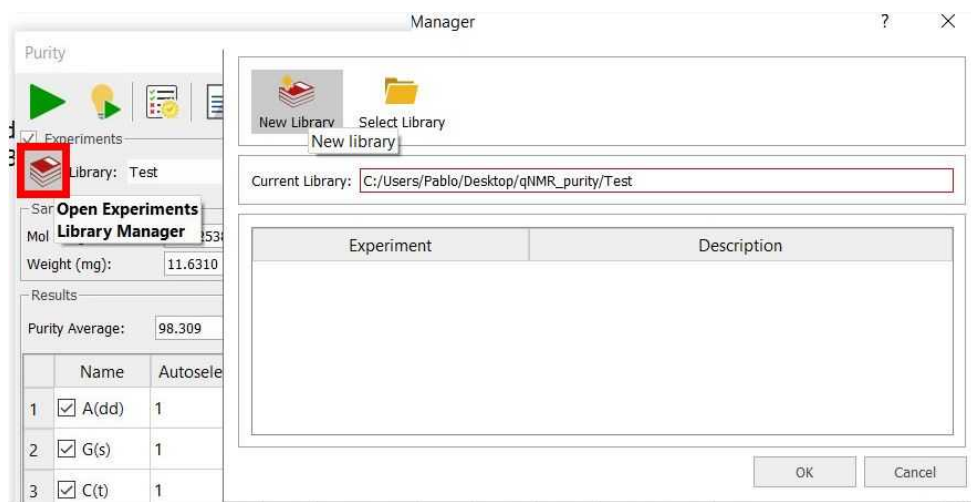 Manager
?
Purity
New Library
Select Library
New library
Experiments
Library: Test
Current Library: C:/Users/Pablo/Desktop/qNMR_purity/Test
Open Experiments
Library Manager
Mol
Weight (mg): 11.6310
Results
Purity Average: 98.309
Name
Experiment Description
1 A(dd) 1
2 G(s) 1
3 C(t) 1
OK Cancel